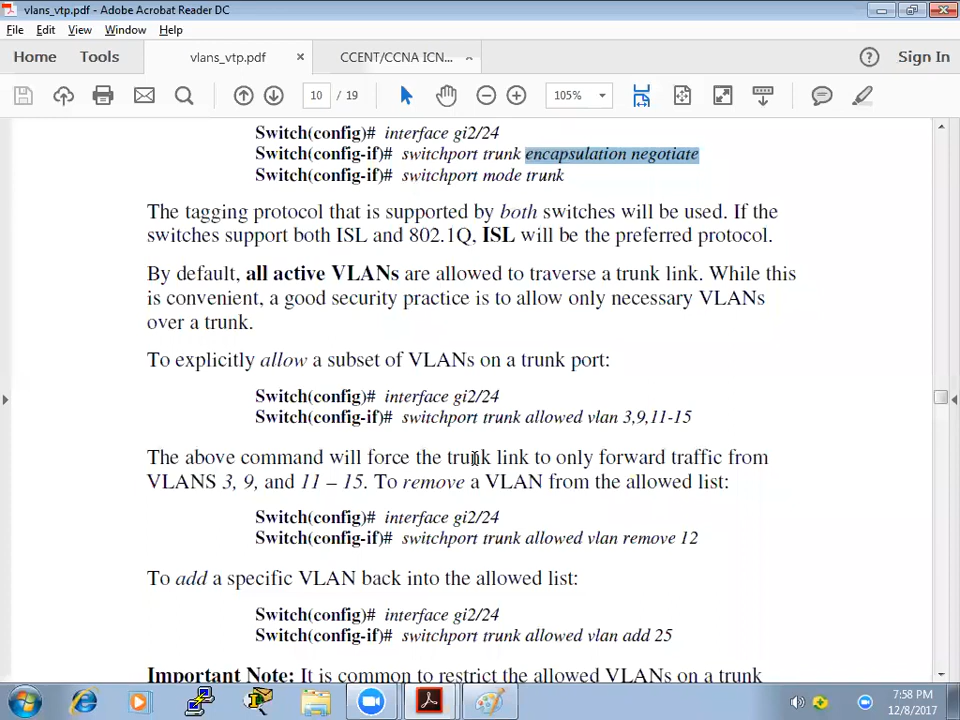 vlans_vtp.pdf - Adobe Acrobat Reader DC
File Edit View Window Help
Home Tools vlans_vtp.pdf × CCENT/CCNA ICN... Sign In
10 / 19 105%
Switch(config)# interface gi2/24
Switch(config-if)# switchport trunk encapsulation negotiate
Switch(config-if)# switchport mode trunk
The tagging protocol that is supported by both switches will be used. If the
switches support both ISL and 802.1Q, ISL will be the preferred protocol.
By default, all active VLANs are allowed to traverse a trunk link. While this
is convenient, a good security practice is to allow only necessary VLANs
over a trunk.
To explicitly allow a subset of VLANs on a trunk port:
Switch(config)# interface gi2/24
Switch(config-if)# switchport trunk allowed vlan 3,9,11-15
The above command will force the trunk link to only forward traffic from
VLANS 3, 9, and 11 – 15. To remove a VLAN from the allowed list:
Switch(config)# interface gi2/24
Switch(config-if)# switchport trunk allowed vlan remove 12
To add a specific VLAN back into the allowed list:
Switch(config)# interface gi2/24
Switch(config-if)# switchport trunk allowed vlan add 25
Important Note: It is common to restrict the allowed VLANs on a trunk
7:58 PM
12/8/2017